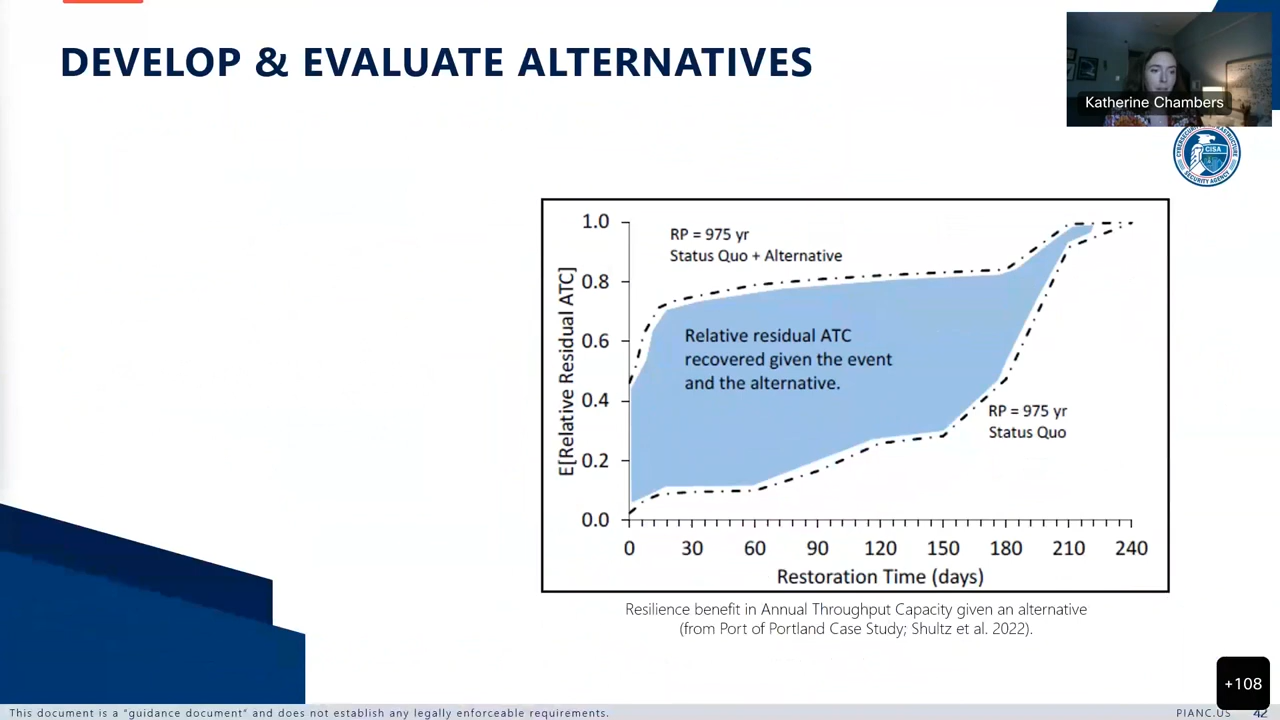 DEVELOP & EVALUATE ALTERNATIVES
Katherine Chambers
CISA
SECURITY AGENCY
1.0
0.8
0.6
0.4
0.2
0.0
E[Relative Residual ATC]
RP = 975 yr
Status Quo + Alternative
Relative residual ATC
recovered given the event
and the alternative.
RP = 975 yr
Status Quo
0 30 60 90 120 150 180 210 240
Restoration Time (days)
Resilience benefit in Annual Throughput Capacity given an alternative
(from Port of Portland Case Study; Shultz et al. 2022).
+108
This document is a "guidance document" and does not establish any legally enforceable requirements.
PIANC.US 42